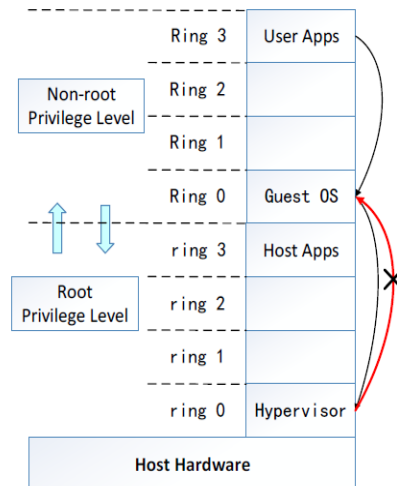 Ring 3 User Apps
Non-root
Privilege Level
Ring 2
Ring 1
Ring 0 Guest OS
ring 3 Host Apps
Root
Privilege Level
ring 2
ring 1
ring 0 Hypervisor
Host Hardware